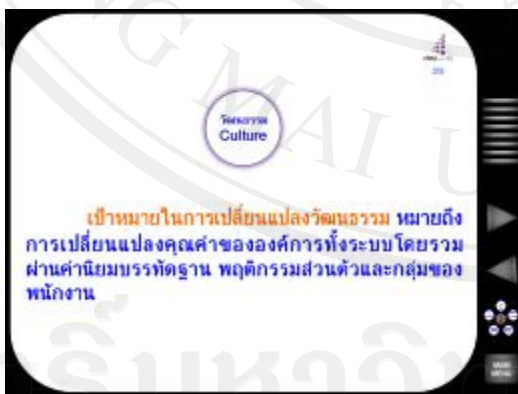 วัฒนธรรม
Culture
เป้าหมายในการเปลี่ยนแปลงวัฒนธรรม หมายถึง
การเปลี่ยนแปลงคุณค่าขององค์การทั้งระบบโดยรวม
ผ่านค่านิยมบรรทัดฐาน พฤติกรรมส่วนตัวและกลุ่มของ
พนักงาน
MAIN
MENU